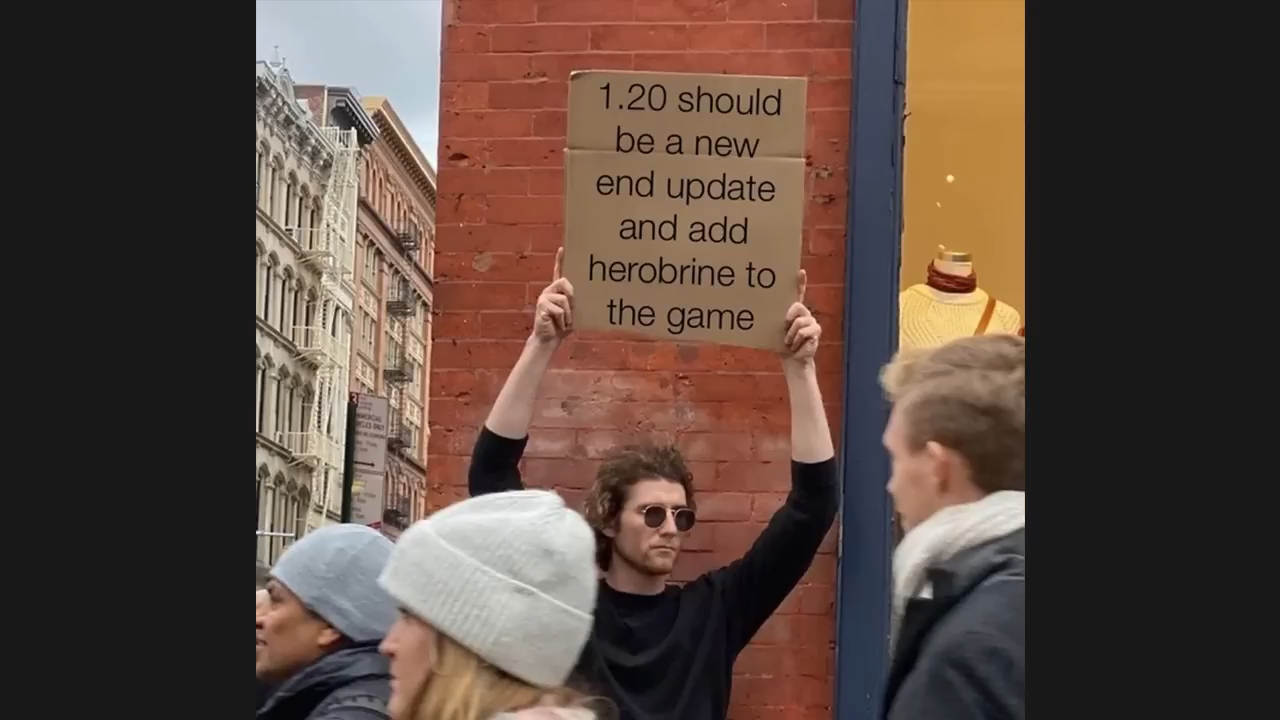 1.20 should
be a new
end update
and add
herobrine to
the game